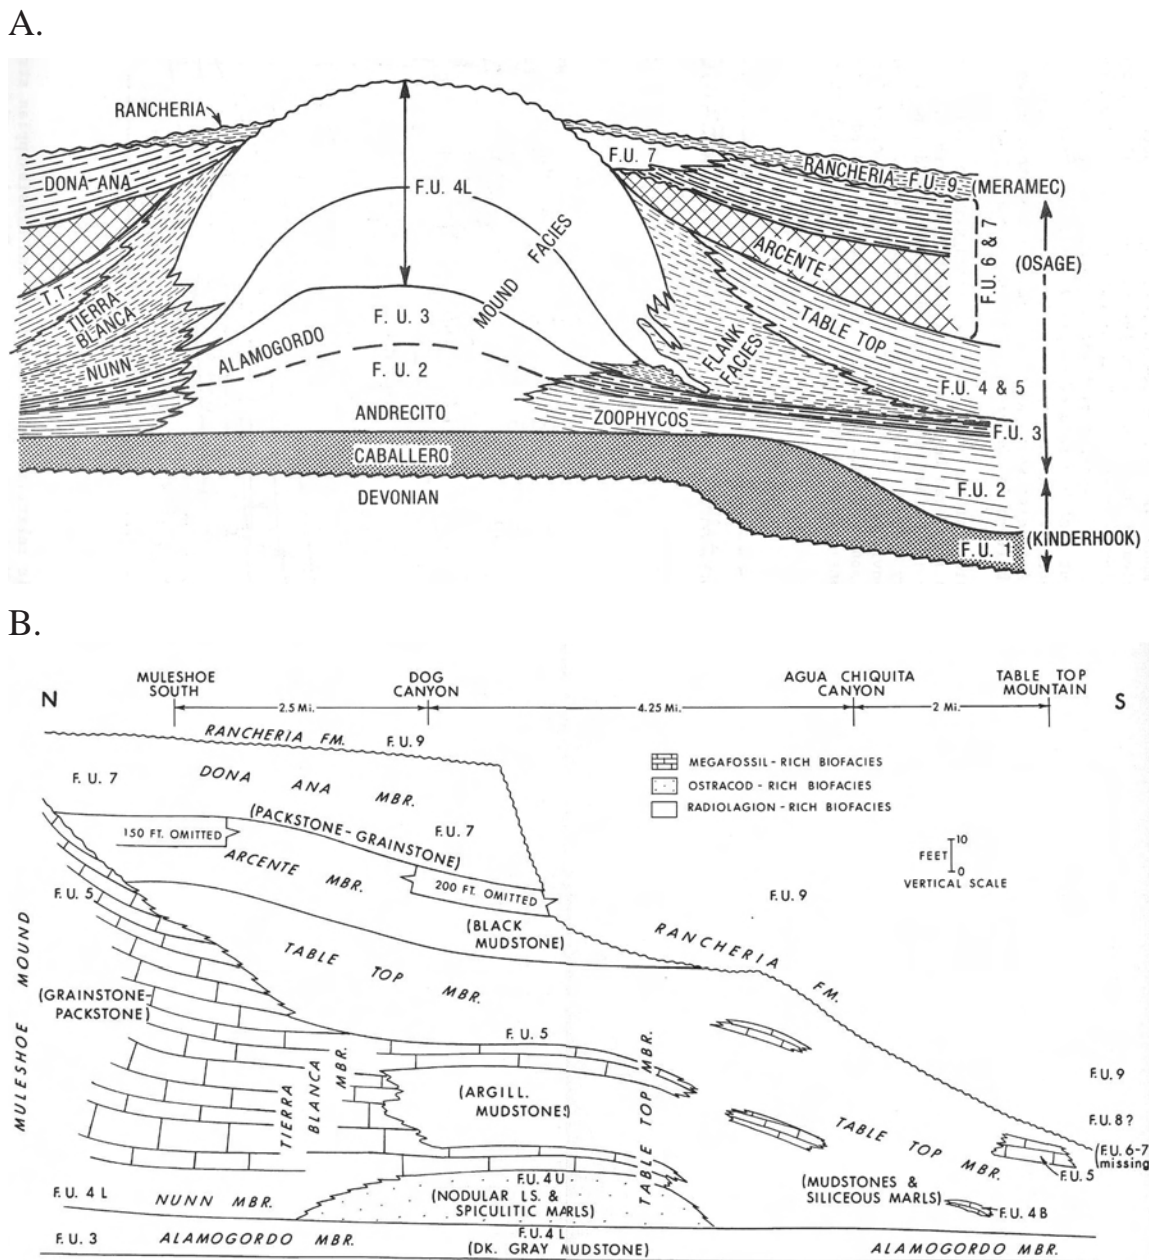 A.
RANCHERIA
DONA-ANA
T.T.
TIERRA
BLANCA
NUNN
ALAMOGORDO
F.U. 4L
MOUND
FACIES
F. U. 3
F. U. 2
ANDRECITO
CABALLERO
DEVONIAN
F.U. 7
RANCHERIA F.U. 9
(MERAMEC)
ARCENTE
F.U. 6 & 7
(OSAGE)
TABLE TOP
FLANK
FACIES
F.U. 4 & 5
ZOOPHYCOS
F.U. 3
F.U. 2
F.U. 1
(KINDERHOOK)
B.
N
MULESHOE
SOUTH
DOG
CANYON
AGUA CHIQUITA
CANYON
TABLE TOP
MOUNTAIN
S
2.5 Mi.
4.25 Mi.
2 Mi.
RANCHERIA FM. F.U. 9
F. U. 7
DONA ANA MBR.
(PACKSTONE-GRAINSTONE)
F.U. 7
MEGAFOSSIL - RICH BIOFACIES
OSTRACOD - RICH BIOFACIES
RADIOLAGION - RICH BIOFACIES
150 FT. OMITTED
ARCENTE MBR.
200 FT. OMITTED
FEET
10
0
VERTICAL SCALE
F. U. 5
F.U. 9
(BLACK
MUDSTONE)
RANCHERIA
FM.
TABLE TOP MBR.
MULESHOE MOUND
(GRAINSTONE-
PACKSTONE)
F. U. 5
TIERRA
BLANCA
MBR.
(ARGILL.
MUDSTONES)
TABLE TOP MBR.
TABLE TOP MBR.
F.U. 9
F.U. 8?
(F.U. 6-7
missing)
F.U. 5
F.U. 4 L
NUNN MBR.
F.U. 4U
(NODULAR LS. &
SPICULITIC MARLS)
(MUDSTONES &
SILICEOUS MARLS)
F.U. 4B
F.U. 3
ALAMOGORDO MBR.
F.U. 4 L
(DK. GRAY MUDSTONE)
ALAMOGORDO MBR.